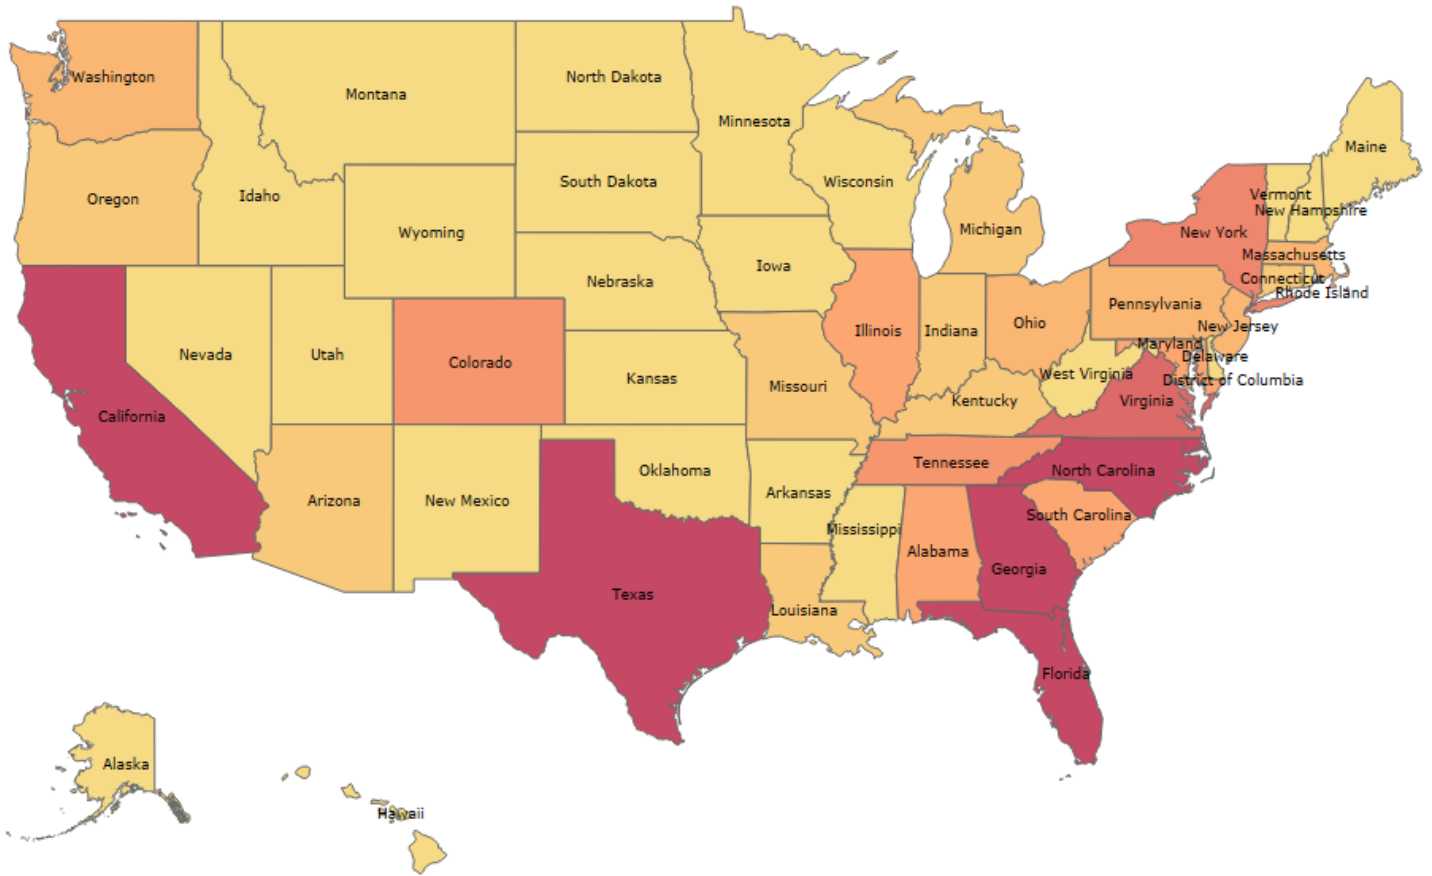 Washington
Montana
North Dakota
Minnesota
Maine
Oregon
Idaho
South Dakota
Wisconsin
Vermont
New Hampshire
Wyoming
Michigan
New York
Massachusetts
Nebraska
Iowa
Connecticut
Rhode Island
Pennsylvania
New Jersey
Nevada
Utah
Colorado
Illinois
Indiana
Ohio
Maryland
Delaware
Kansas
Missouri
West Virginia
District of Columbia
California
Kentucky
Virginia
Oklahoma
Tennessee
North Carolina
Arizona
New Mexico
Arkansas
South Carolina
Mississippi
Alabama
Georgia
Texas
Louisiana
Florida
Alaska
Hawaii